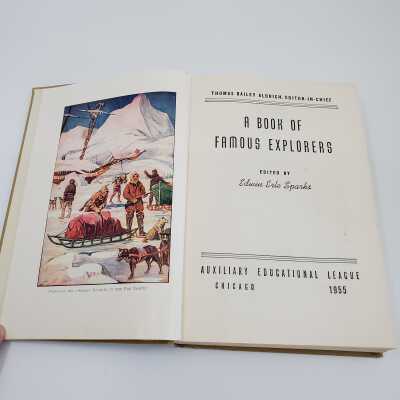 THOMAS BAILEY ALDRICH, EDITOR-IN-CHIEF
A BOOK OF
FAMOUS EXPLORERS
EDITED BY
Edwin Erle Sparks
AUXILIARY EDUCATIONAL LEAGUE
CHICAGO 1955